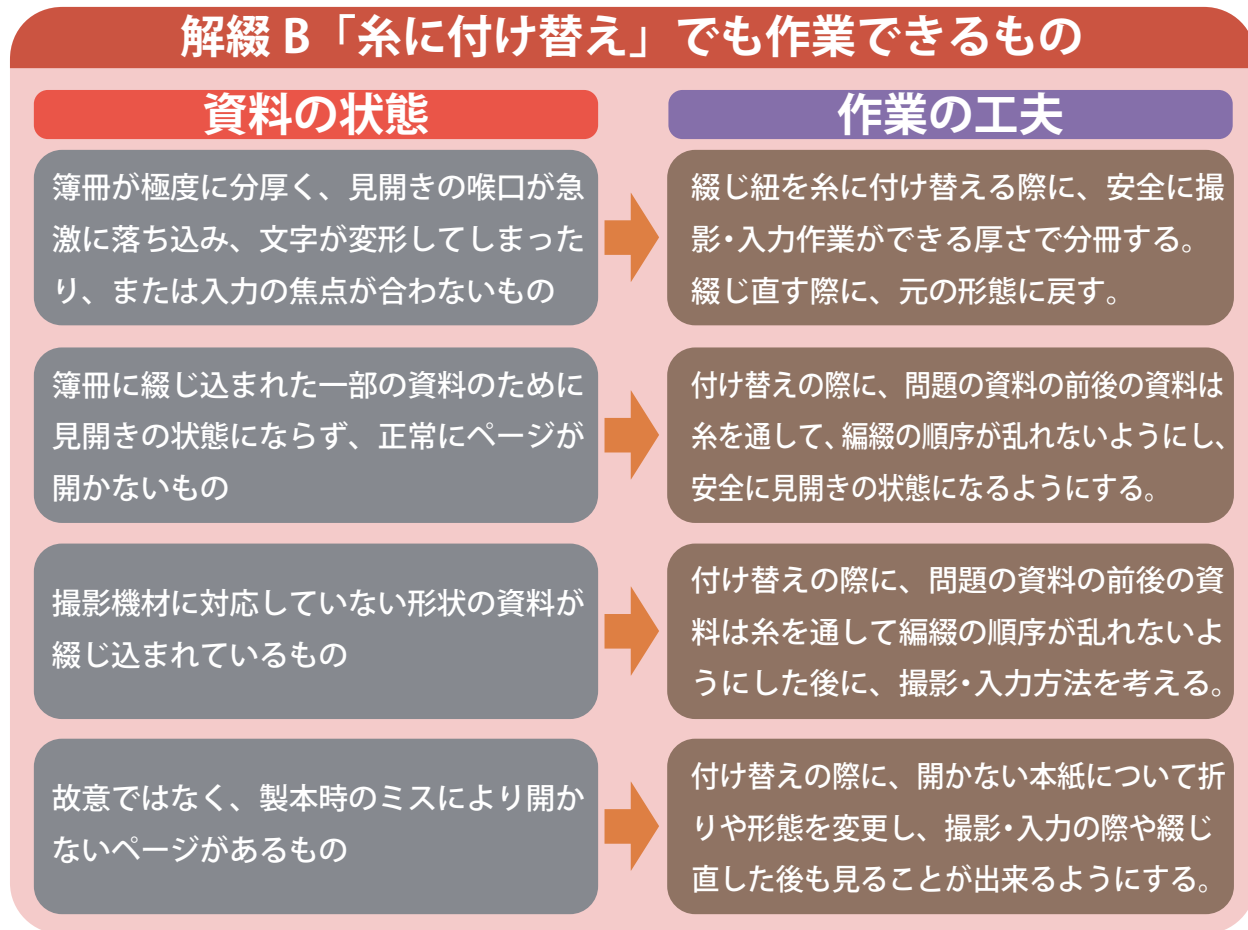 解綴 B「糸に付け替え」でも作業できるもの
資料の状態
作業の工夫
簿冊が極度に分厚く、見開きの喉口が急
激に落ち込み、文字が変形してしまった
り、または入力の焦点が合わないもの
綴じ紐を糸に付け替える際に、安全に撮
影・入力作業ができる厚さで分冊する。
綴じ直す際に、元の形態に戻す。
簿冊に綴じ込まれた一部の資料のために
見開きの状態にならず、正常にページが
開かないもの
付け替えの際に、問題の資料の前後の資料は
糸を通して、編綴の順序が乱れないようにし、
安全に見開きの状態になるようにする。
撮影機材に対応していない形状の資料が
綴じ込まれているもの
付け替えの際に、問題の資料の前後の資
料は糸を通して編綴の順序が乱れないよ
うにした後に、撮影・入力方法を考える。
故意ではなく、製本時のミスにより開か
ないページがあるもの
付け替えの際に、開かない本紙について折
りや形態を変更し、撮影・入力の際や綴じ
直した後も見ることが出来るようにする。